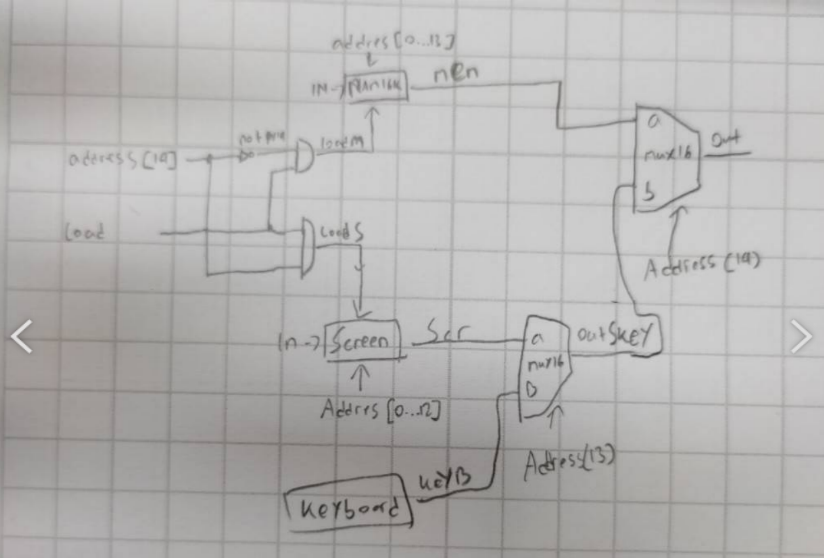 addres[0...13]
IN→ RAM16K
men
address[14]
not
loadM
a
mux16
out
b
load
loadS
Address(14)
In→ Screen
Scr
a
mux16
b
outSKEY
Addres[0...12]
Address(13)
KEYB
Keyboard